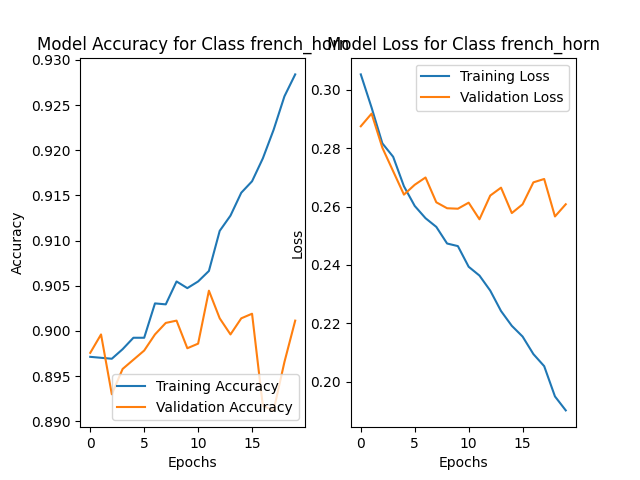 Model Accuracy for Class french_horn
0.930
0.925
0.920
0.915
0.910
0.905
0.900
0.895
0.890
Accuracy
0
5
10
15
Epochs
Training Accuracy
Validation Accuracy
Model Loss for Class french_horn
0.30
0.28
0.26
0.24
0.22
0.20
Loss
0
5
10
15
Epochs
Training Loss
Validation Loss